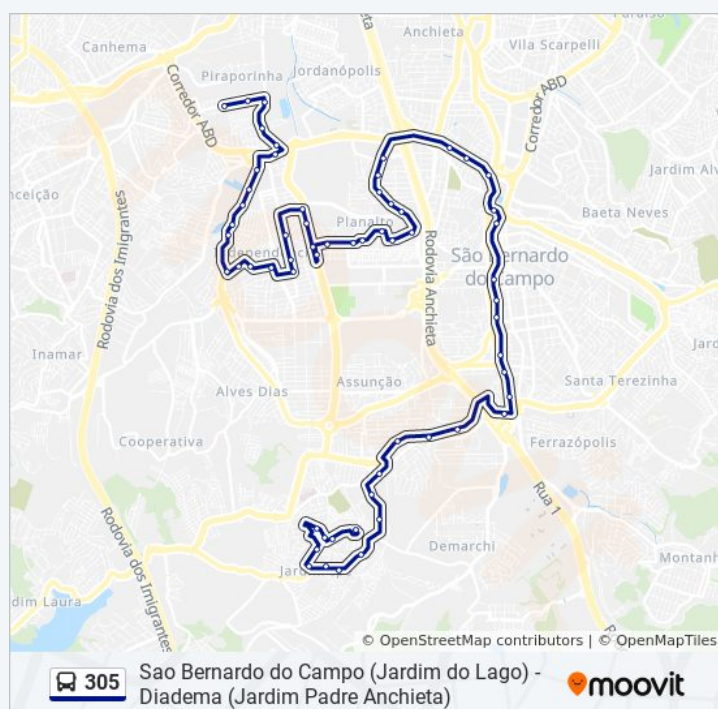 Canhema
Anchieta
Paraíso
Vila Scarpelli
Piraporinha
Jordanópolis
Corredor ABD
Corredor ABD
Jardim Al
nceição
Baeta Neves
Planalto
Rodovia dos Imigrantes
Rodovia Anchieta
São Bernardo
do Campo
Jard
Inamar
Alves Dias
Assunção
Santa Terezinha
Cooperativa
Ferrazópolis
Rua 1
Rodovia dos Imigrantes
Demarchi
Montanh
dim Laura
© OpenStreetMap contributors | © OpenMapTiles
305
Sao Bernardo do Campo (Jardim do Lago) -
Diadema (Jardim Padre Anchieta)
moovit